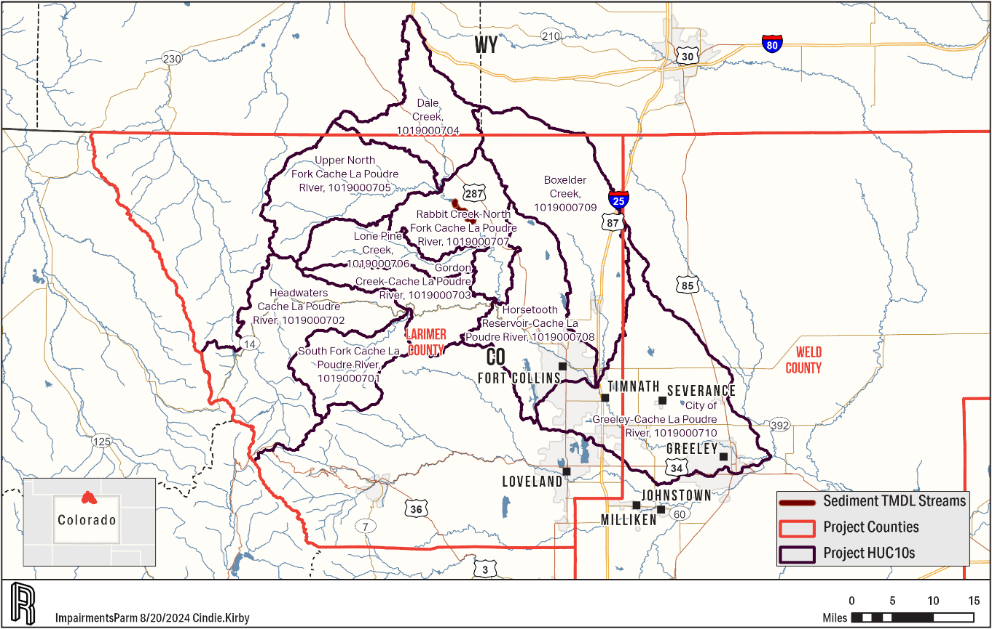 WY
210
80
30
230
Dale
Creek,
1019000704
Upper North
Fork Cache La Poudre
River, 1019000705
287
Boxelder
Creek,
1019000709
25
87
Rabbit Creek-North
Fork Cache La Poudre
River, 1019000707
Lone Pine
Creek,
1019000706
Gordon
Creek-Cache La Poudre
River, 1019000703
85
Headwaters
Cache La Poudre
River, 1019000702
Horsetooth
Reservoir-Cache La
Poudre River, 1019000708
LARIMER
COUNTY
14
South Fork Cache La
Poudre River,
1019000701
CO
WELD
COUNTY
FORT COLLINS
TIMNATH
SEVERANCE
City of
Greeley-Cache La Poudre
River, 1019000710
392
125
GREELEY
34
LOVELAND
JOHNSTOWN
MILLIKEN
60
36
7
3
Colorado
Sediment TMDL Streams
Project Counties
Project HUC10s
ImpairmentsParm 8/20/2024 Cindie.Kirby
0 5 10 15
Miles